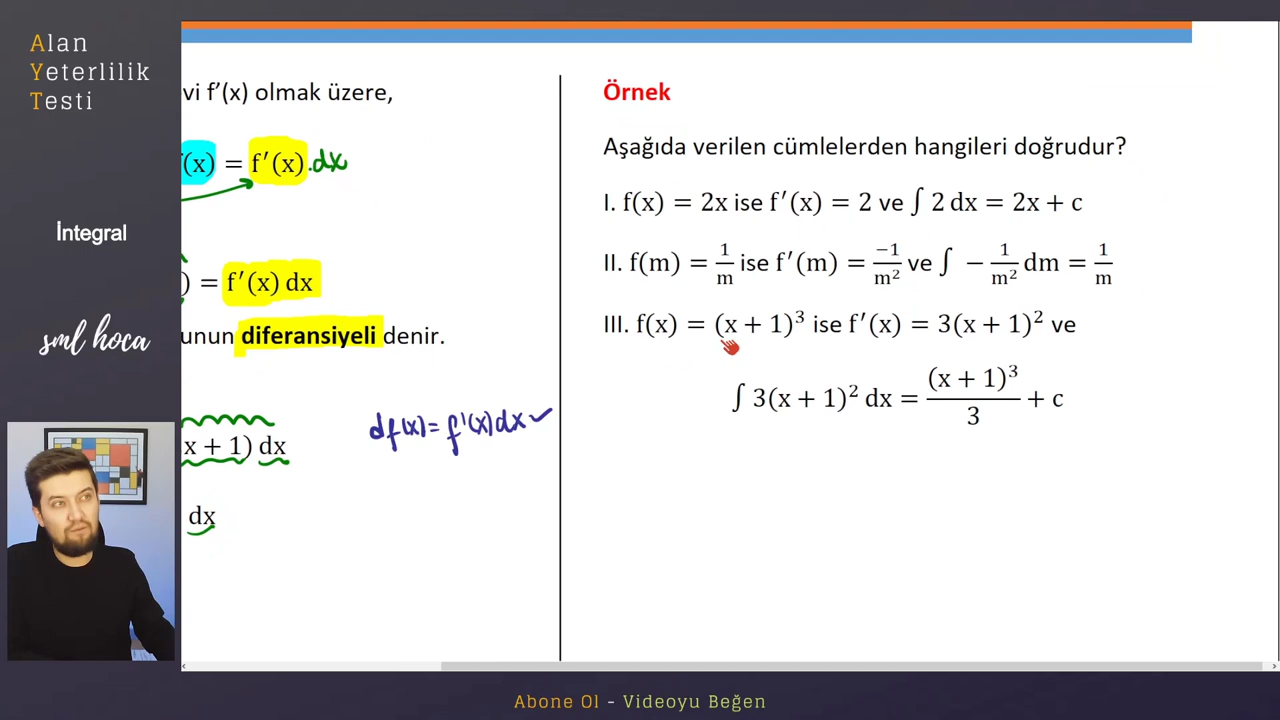 Alan
Yeterlilik
Testi
İntegral
sml hoca
vi f'(x) olmak üzere,
(x) = f'(x).dx
) = f'(x) dx
unun diferansiyeli denir.
x + 1) dx
dx
df(x) = f'(x)dx ✓
Örnek
Aşağıda verilen cümlelerden hangileri doğrudur?
I. f(x) = 2x ise f'(x) = 2 ve ∫ 2 dx = 2x + c
II. f(m) = 1/m ise f'(m) = −1/m² ve ∫ − 1/m² dm = 1/m
III. f(x) = (x + 1)³ ise f'(x) = 3(x + 1)² ve
∫ 3(x + 1)² dx = (x + 1)³/3 + c
Abone Ol - Videoyu Beğen